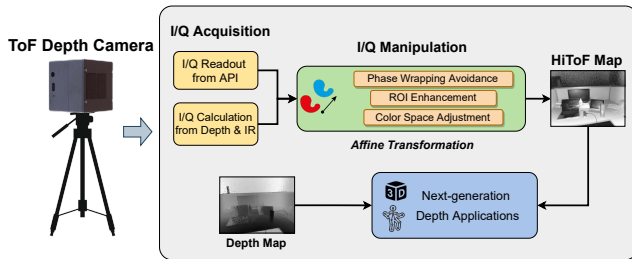 ToF Depth Camera
I/Q Acquisition
I/Q Readout
from API
I/Q Calculation
from Depth & IR
I/Q Manipulation
Phase Wrapping Avoidance
ROI Enhancement
Color Space Adjustment
Affine Transformation
HiToF Map
Depth Map
3D
Next-generation
Depth Applications